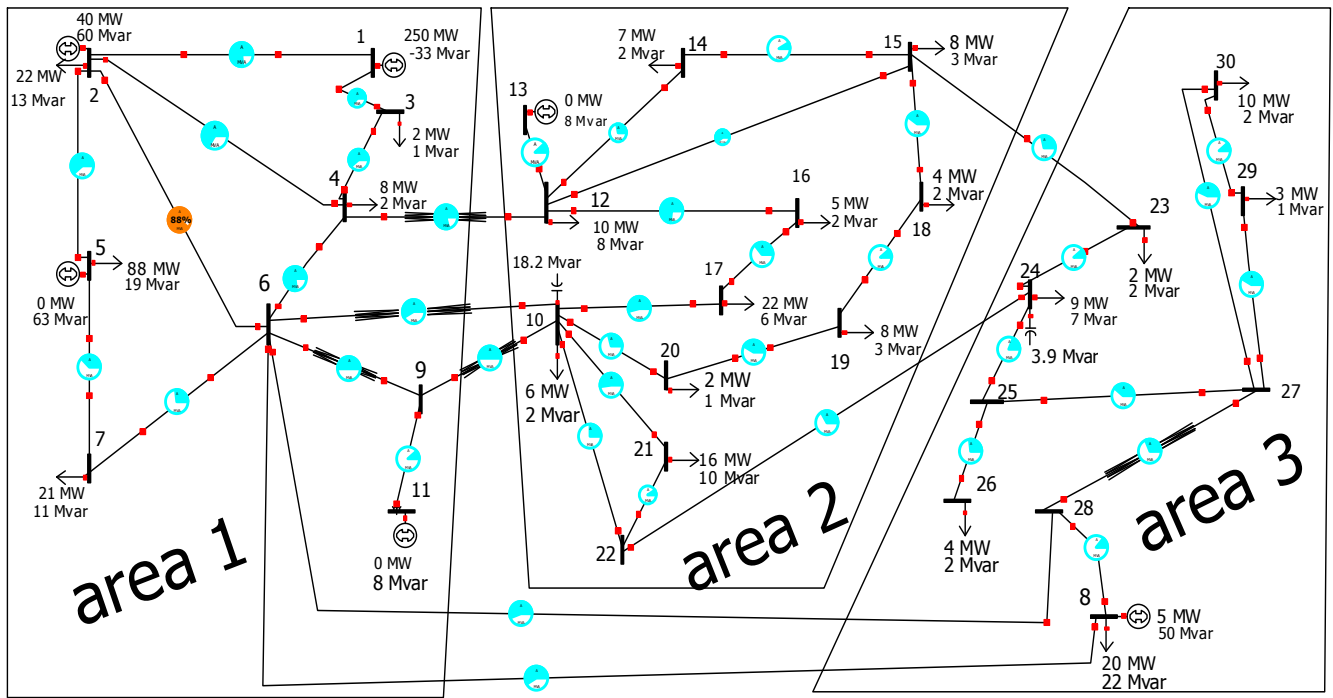 40 MW
60 Mvar
1
250 MW
-33 Mvar
22 MW
13 Mvar
2
3
2 MW
1 Mvar
4
8 MW
2 Mvar
88%
5
88 MW
19 Mvar
0 MW
63 Mvar
6
7
21 MW
11 Mvar
9
11
0 MW
8 Mvar
area 1
7 MW
2 Mvar
14
15
8 MW
3 Mvar
13
0 MW
8 Mvar
12
10 MW
8 Mvar
16
5 MW
2 Mvar
4 MW
2 Mvar
18
18.2 Mvar
17
22 MW
6 Mvar
10
6 MW
2 Mvar
20
2 MW
1 Mvar
19
8 MW
3 Mvar
21
16 MW
10 Mvar
22
area 2
30
10 MW
2 Mvar
29
3 MW
1 Mvar
23
2 MW
2 Mvar
24
9 MW
7 Mvar
3.9 Mvar
25
27
26
4 MW
2 Mvar
28
area 3
8
5 MW
50 Mvar
20 MW
22 Mvar